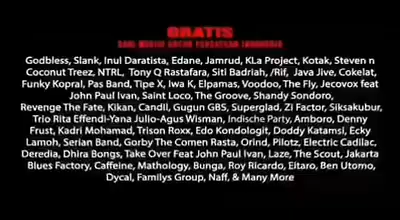 GRATIS
Godbless, Slank, Inul Daratista, Edane, Jamrud, KLa Project, Kotak, Steven n
Coconut Treez, NTRL, Tony Q Rastafara, Siti Badriah, /Rif, Java Jive, Cokelat,
Funky Kopral, Pas Band, Tipe X, Iwa K, Elpamas, Voodoo, The Fly, Jecovox feat
John Paul Ivan, Saint Loco, The Groove, Shandy Sondoro,
Revenge The Fate, Kikan, Candil, Gugun GBS, Superglad, Zi Factor, Siksakubur,
Trio Rita Effendi-Yana Julio-Agus Wisman, Indische Party, Amboro, Denny
Frust, Kadri Mohamad, Trison Roxx, Edo Kondologit, Doddy Katamsi, Ecky
Lamoh, Serian Band, Gorby The Comen Rasta, Orind, Pilotz, Electric Cadilac,
Deredia, Dhira Bongs, Take Over Feat John Paul Ivan, Laze, The Scout, Jakarta
Blues Factory, Caffeine, Mathology, Bunga, Roy Ricardo, Eitaro, Ben Utomo,
Dycal, Familys Group, Naff, & Many More